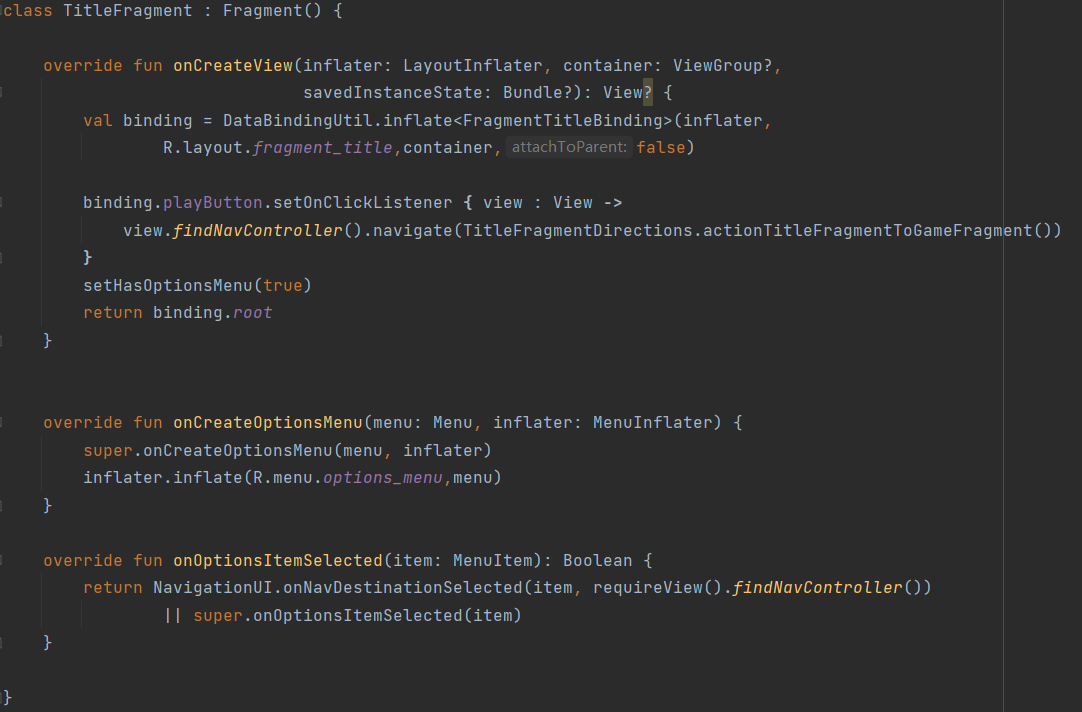 class TitleFragment : Fragment() {
override fun onCreateView(inflater: LayoutInflater, container: ViewGroup?,
savedInstanceState: Bundle?): View? {
val binding = DataBindingUtil.inflate<FragmentTitleBinding>(inflater,
R.layout.fragment_title,container, attachToParent: false)
binding.playButton.setOnClickListener { view : View ->
view.findNavController().navigate(TitleFragmentDirections.actionTitleFragmentToGameFragment())
}
setHasOptionsMenu(true)
return binding.root
}
override fun onCreateOptionsMenu(menu: Menu, inflater: MenuInflater) {
super.onCreateOptionsMenu(menu, inflater)
inflater.inflate(R.menu.options_menu,menu)
}
override fun onOptionsItemSelected(item: MenuItem): Boolean {
return NavigationUI.onNavDestinationSelected(item, requireView().findNavController())
|| super.onOptionsItemSelected(item)
}
}